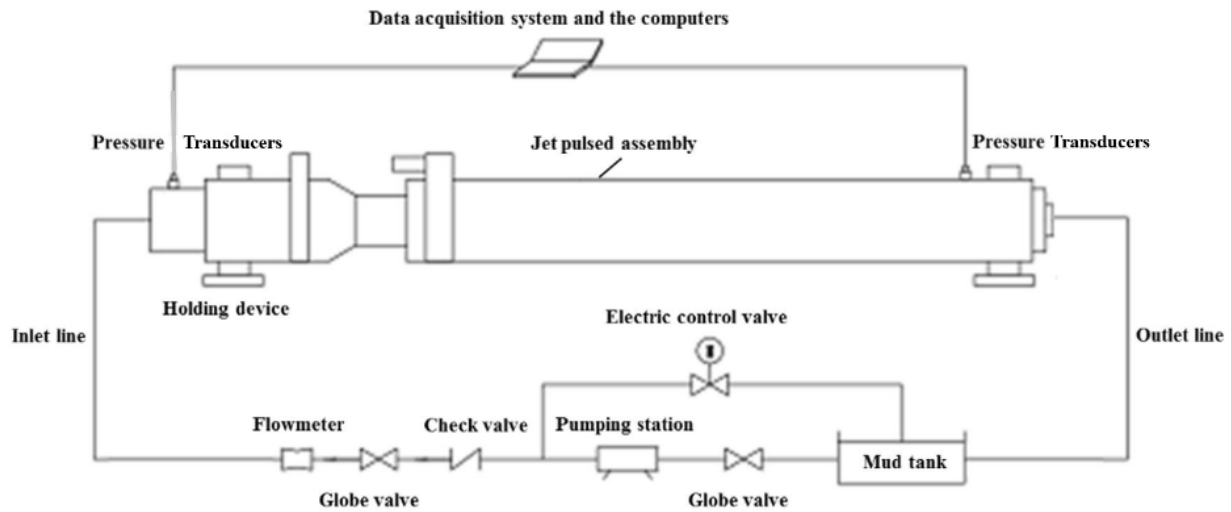 Data acquisition system and the computers
Pressure Transducers
Jet pulsed assembly
Pressure Transducers
Holding device
Inlet line
Electric control valve
Outlet line
Flowmeter
Check valve
Pumping station
Mud tank
Globe valve
Globe valve